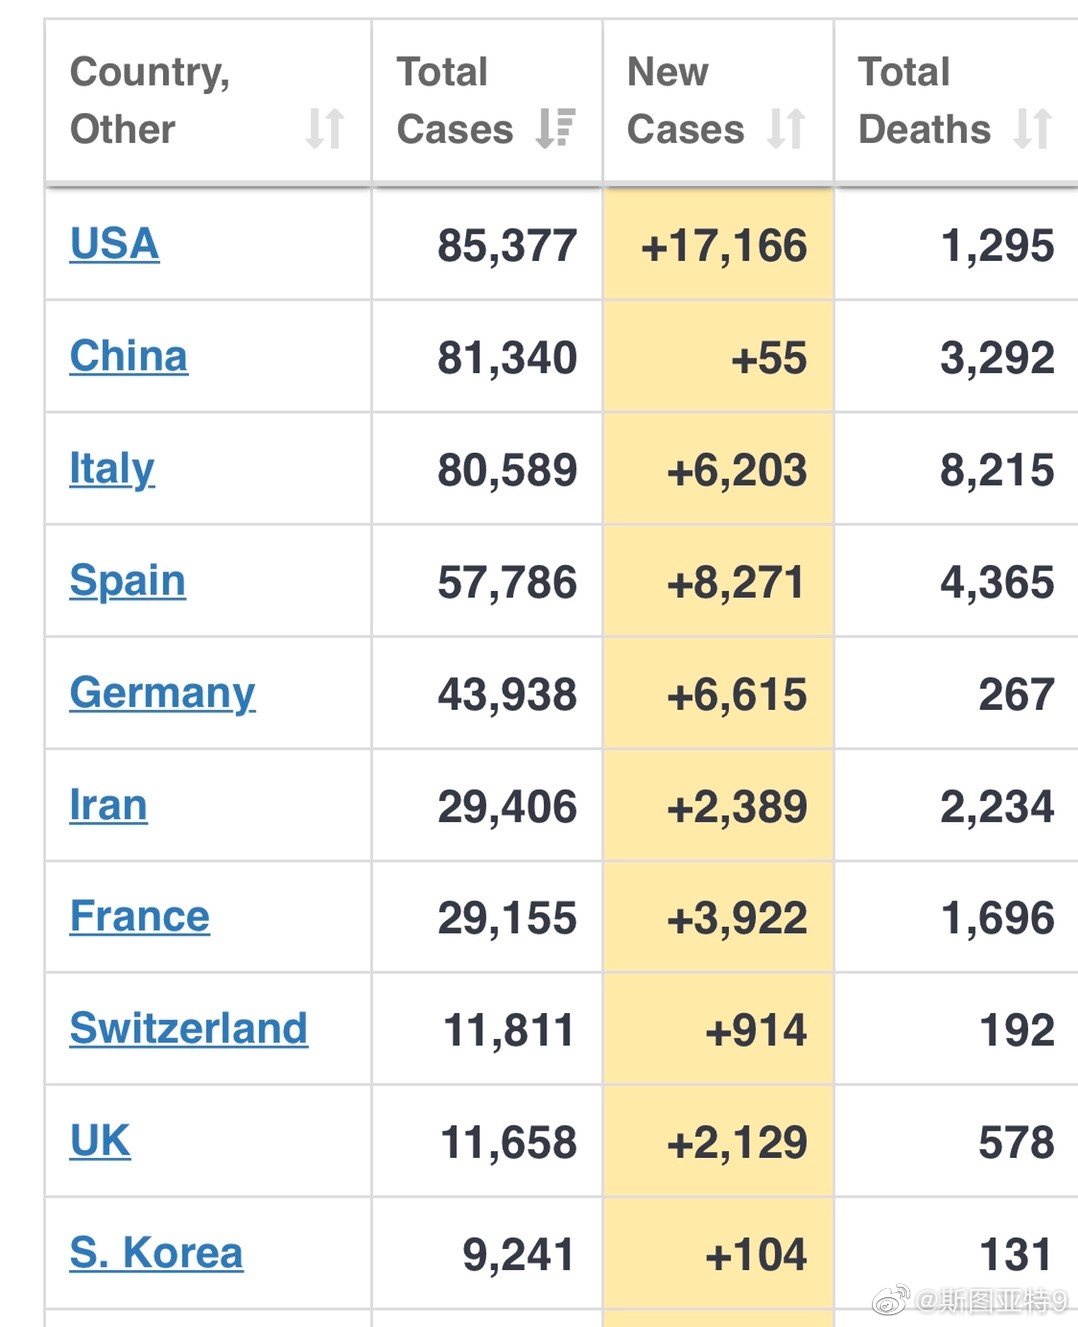 Country, Other Total Cases New Cases Total Deaths
USA 85,377 +17,166 1,295
China 81,340 +55 3,292
Italy 80,589 +6,203 8,215
Spain 57,786 +8,271 4,365
Germany 43,938 +6,615 267
Iran 29,406 +2,389 2,234
France 29,155 +3,922 1,696
Switzerland 11,811 +914 192
UK 11,658 +2,129 578
S. Korea 9,241 +104 131
@斯图亚特9